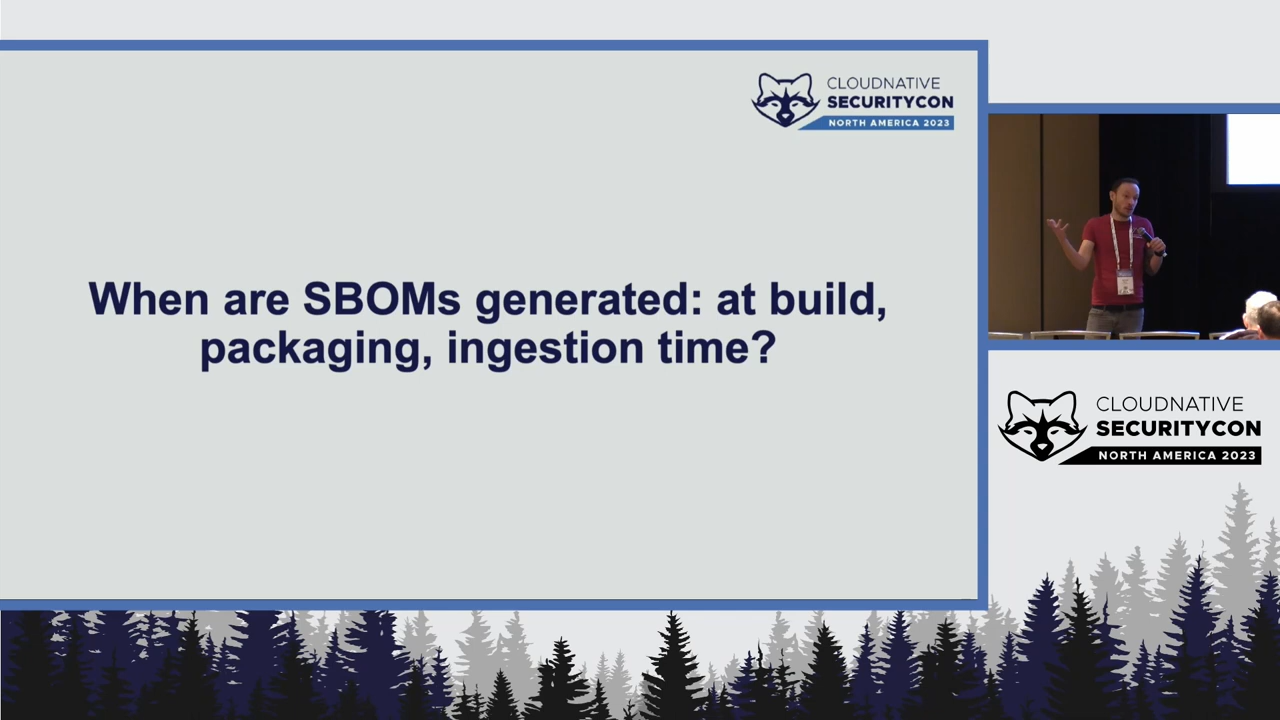 CLOUDNATIVE
SECURITYCON
NORTH AMERICA 2023
When are SBOMs generated: at build,
packaging, ingestion time?
CLOUDNATIVE
SECURITYCON
NORTH AMERICA 2023